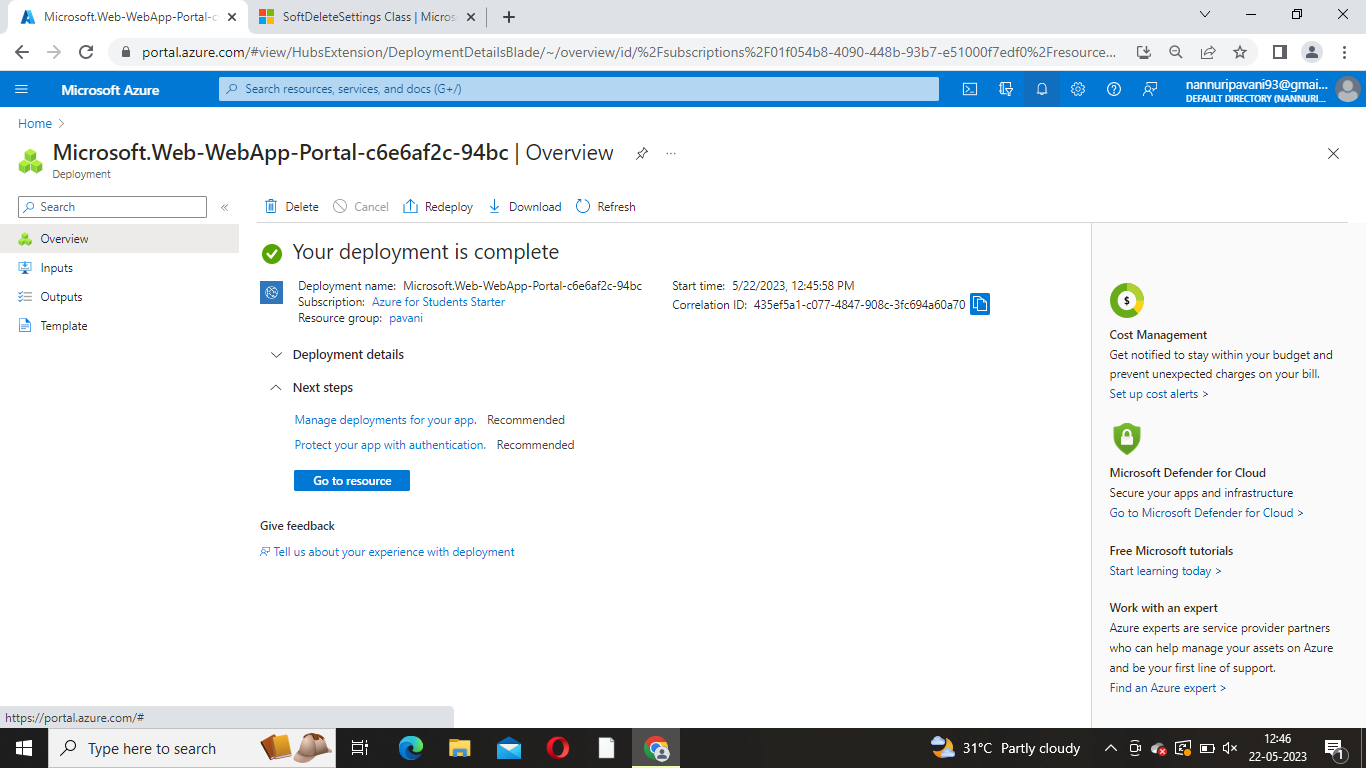 Microsoft.Web-WebApp-Portal-c
SoftDeleteSettings Class | Micros
portal.azure.com/#view/HubsExtension/DeploymentDetailsBlade/~/overview/id/%2Fsubscriptions%2F01f054b8-4090-448b-93b7-e51000f7edf0%2Fresource...
Microsoft Azure
Search resources, services, and docs (G+/)
nannuripavani93@gmai...
DEFAULT DIRECTORY (NANNURI...
Home
Microsoft.Web-WebApp-Portal-c6e6af2c-94bc | Overview
Deployment
Search
Overview
Inputs
Outputs
Template
Delete
Cancel
Redeploy
Download
Refresh
Your deployment is complete
Deployment name: Microsoft.Web-WebApp-Portal-c6e6af2c-94bc
Subscription: Azure for Students Starter
Resource group: pavani
Start time: 5/22/2023, 12:45:58 PM
Correlation ID: 435ef5a1-c077-4847-908c-3fc694a60a70
Deployment details
Next steps
Manage deployments for your app. Recommended
Protect your app with authentication. Recommended
Go to resource
Give feedback
Tell us about your experience with deployment
$
Cost Management
Get notified to stay within your budget and
prevent unexpected charges on your bill.
Set up cost alerts >
Microsoft Defender for Cloud
Secure your apps and infrastructure
Go to Microsoft Defender for Cloud >
Free Microsoft tutorials
Start learning today >
Work with an expert
Azure experts are service provider partners
who can help manage your assets on Azure
and be your first line of support.
Find an Azure expert >
https://portal.azure.com/#
Type here to search
31°C Partly cloudy
12:46
22-05-2023
1